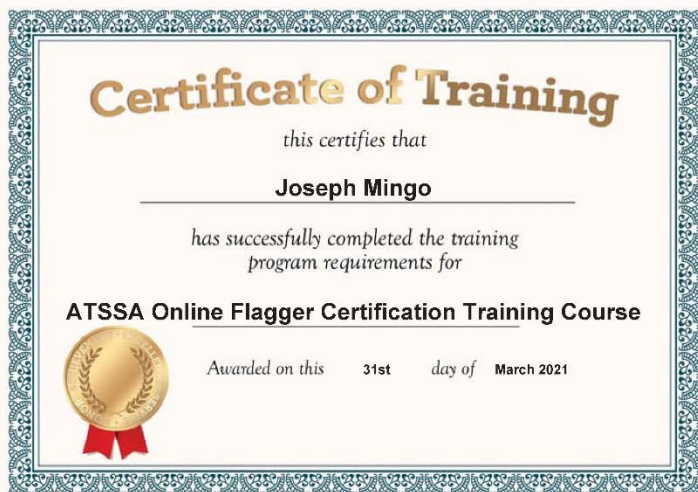 Certificate of Training
this certifies that
Joseph Mingo
has successfully completed the training
program requirements for
ATSSA Online Flagger Certification Training Course
Awarded on this 31st day of March 2021